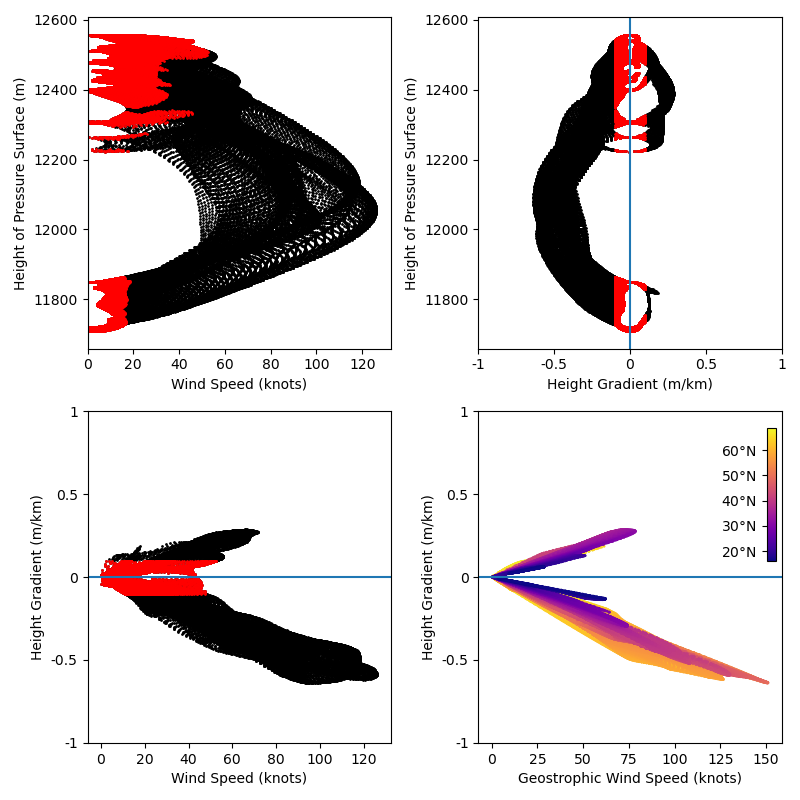 12600
12400
12200
12000
11800
Height of Pressure Surface (m)
0 20 40 60 80 100 120
Wind Speed (knots)
12600
12400
12200
12000
11800
Height of Pressure Surface (m)
-1 -0.5 0 0.5 1
Height Gradient (m/km)
1
0.5
0
-0.5
-1
Height Gradient (m/km)
0 20 40 60 80 100 120
Wind Speed (knots)
1
0.5
0
-0.5
-1
Height Gradient (m/km)
60°N
50°N
40°N
30°N
20°N
0 25 50 75 100 125 150
Geostrophic Wind Speed (knots)